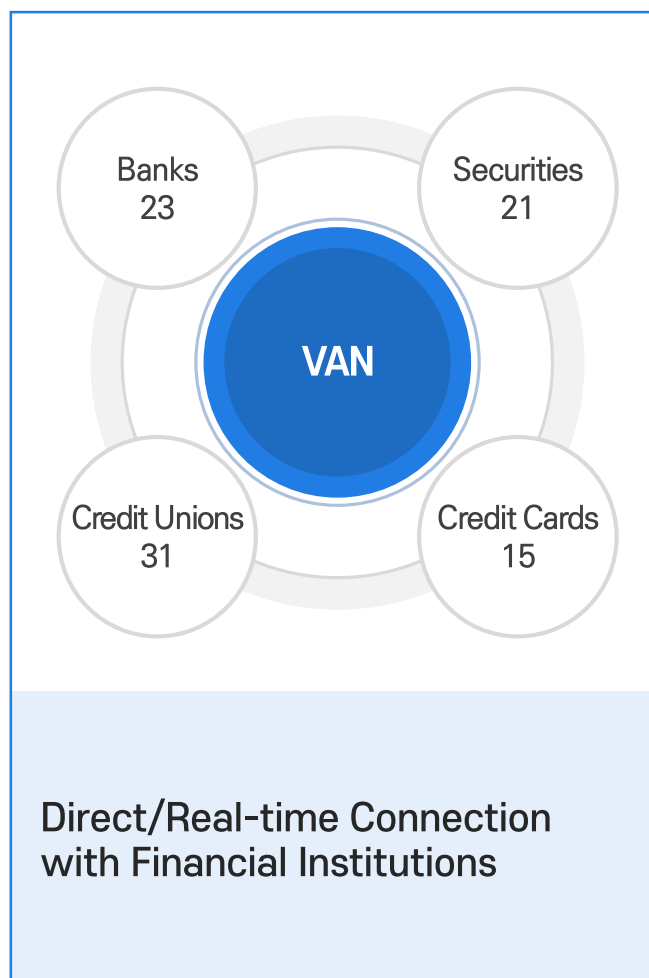 Banks
23
Securities
21
VAN
Credit Unions
31
Credit Cards
15
Direct/Real-time Connection
with Financial Institutions